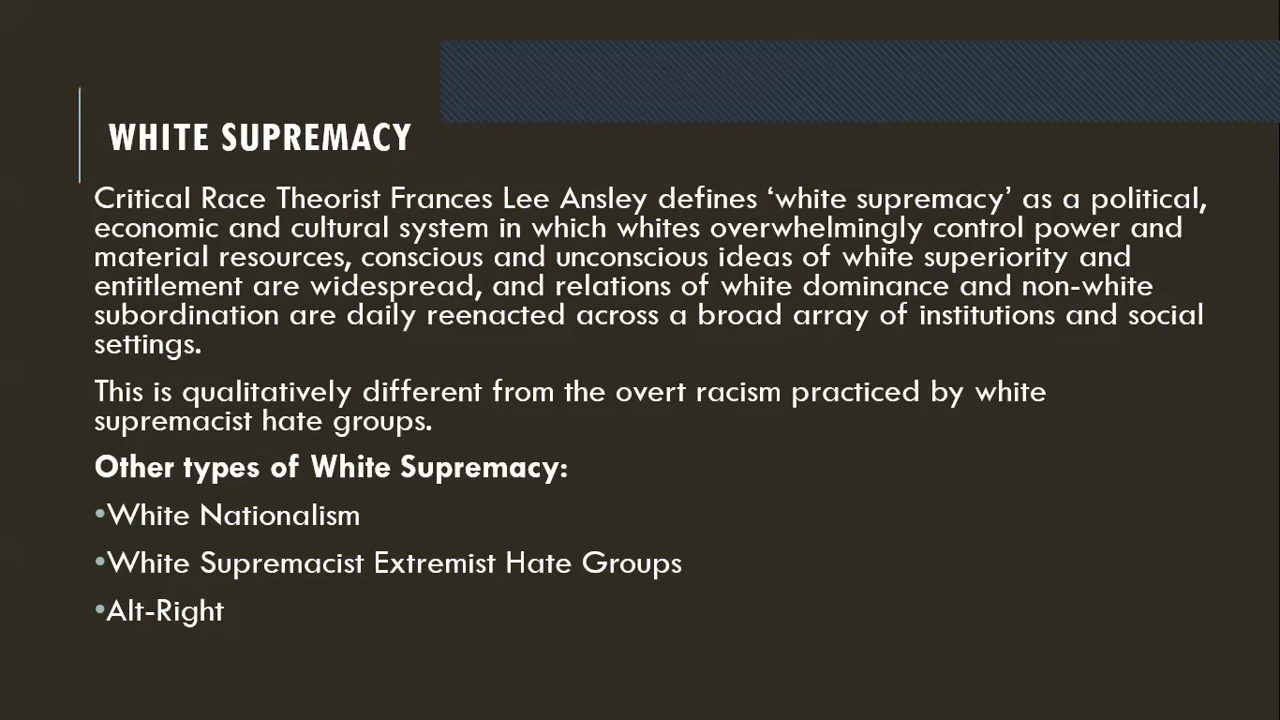 WHITE SUPREMACY
Critical Race Theorist Frances Lee Ansley defines ‘white supremacy’ as a political,
economic and cultural system in which whites overwhelmingly control power and
material resources, conscious and unconscious ideas of white superiority and
entitlement are widespread, and relations of white dominance and non-white
subordination are daily reenacted across a broad array of institutions and social
settings.
This is qualitatively different from the overt racism practiced by white
supremacist hate groups.
Other types of White Supremacy:
•White Nationalism
•White Supremacist Extremist Hate Groups
•Alt-Right